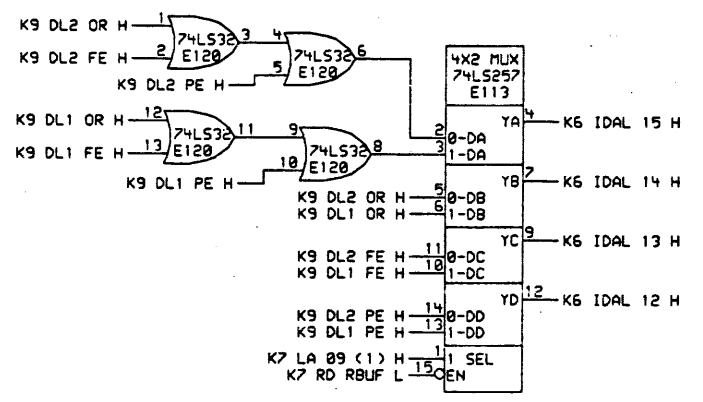 K9 DL2 OR H 1
K9 DL2 FE H 2
74LS32
E120
3
4
K9 DL2 PE H 5
74LS32
E120
6
K9 DL1 OR H 12
K9 DL1 FE H 13
74LS32
E120
11
9
K9 DL1 PE H 10
74LS32
E120
8
4X2 MUX
74LS257
E113
YA 4 K6 IDAL 15 H
2 0-DA
3 1-DA
YB 7 K6 IDAL 14 H
K9 DL2 OR H 5 0-DB
K9 DL1 OR H 6 1-DB
YC 9 K6 IDAL 13 H
K9 DL2 FE H 11 0-DC
K9 DL1 FE H 10 1-DC
YD 12 K6 IDAL 12 H
K9 DL2 PE H 14 0-DD
K9 DL1 PE H 13 1-DD
K7 LA 09 (1) H 1 1 SEL
K7 RD RBUF L 15 EN